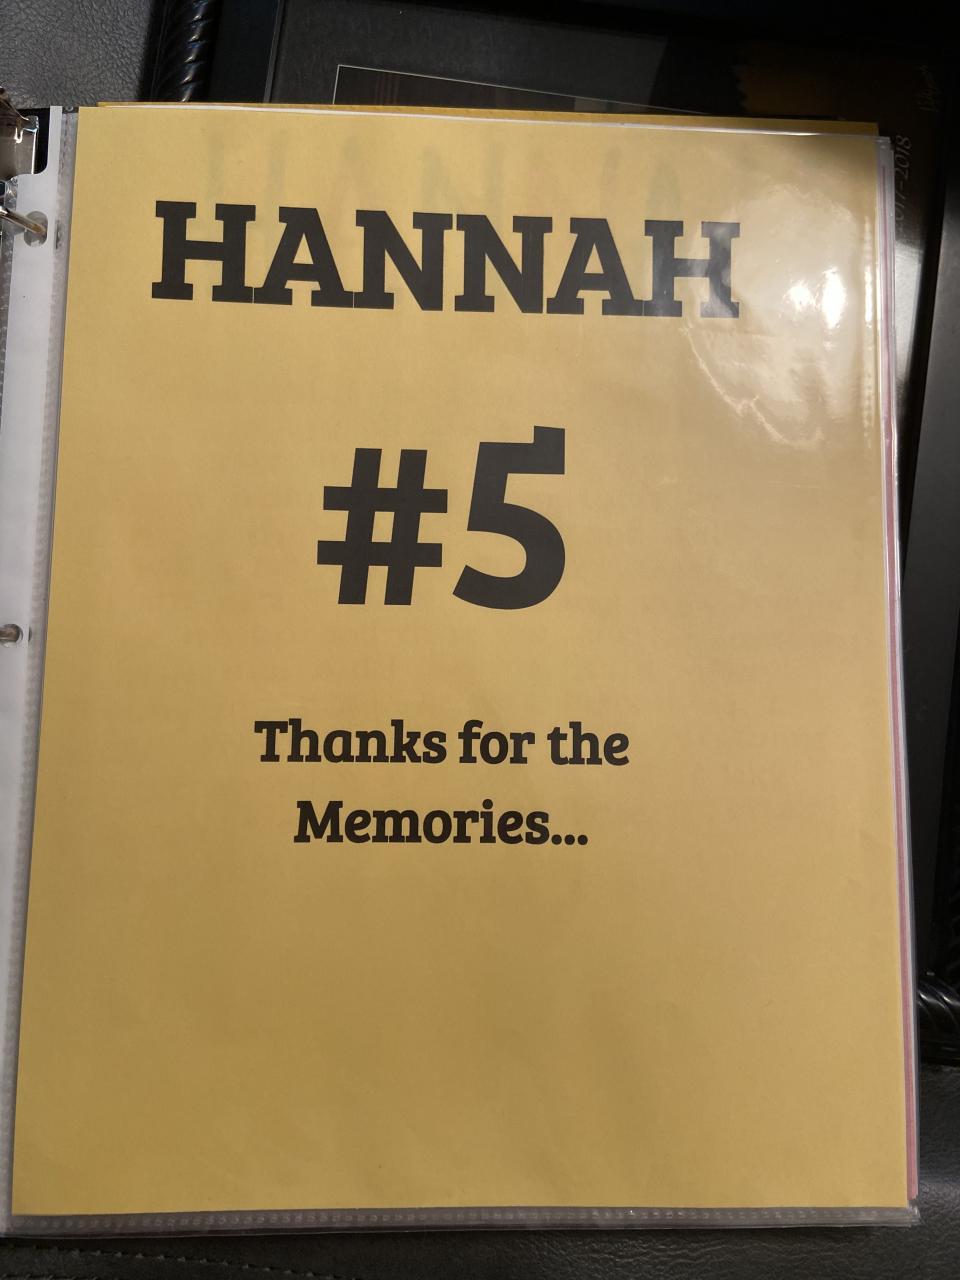 HANNAH
#5
Thanks for the
Memories...